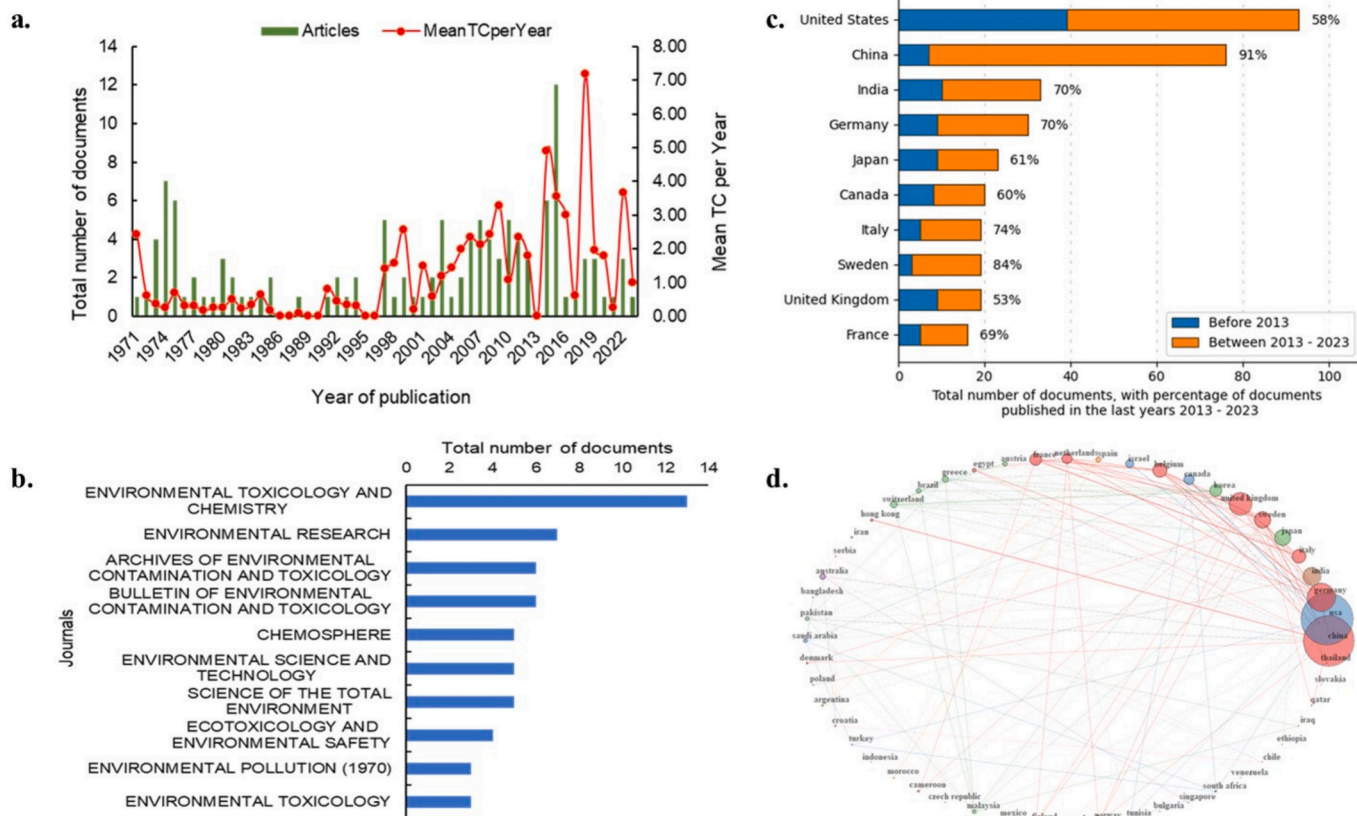 a.
Articles
MeanTCperYear
Total number of documents
14
12
10
8
6
4
2
0
8.00
7.00
6.00
5.00
4.00
3.00
2.00
1.00
0.00
Mean TC per Year
1971
1974
1977
1980
1983
1986
1989
1992
1995
1998
2001
2004
2007
2010
2013
2016
2019
2022
Year of publication
b.
Total number of documents
0 2 4 6 8 10 12 14
Journals
ENVIRONMENTAL TOXICOLOGY AND
CHEMISTRY
ENVIRONMENTAL RESEARCH
ARCHIVES OF ENVIRONMENTAL
CONTAMINATION AND TOXICOLOGY
BULLETIN OF ENVIRONMENTAL
CONTAMINATION AND TOXICOLOGY
CHEMOSPHERE
ENVIRONMENTAL SCIENCE AND
TECHNOLOGY
SCIENCE OF THE TOTAL
ENVIRONMENT
ECOTOXICOLOGY AND
ENVIRONMENTAL SAFETY
ENVIRONMENTAL POLLUTION (1970)
ENVIRONMENTAL TOXICOLOGY
c.
United States 58%
China 91%
India 70%
Germany 70%
Japan 61%
Canada 60%
Italy 74%
Sweden 84%
United Kingdom 53%
France 69%
Before 2013
Between 2013 - 2023
0 20 40 60 80 100
Total number of documents, with percentage of documents
published in the last years 2013 - 2023
d.
egypt
austria
france
netherlands
spain
israel
belgium
canada
korea
united kingdom
sweden
japan
italy
india
germany
usa
china
thailand
slovakia
qatar
iraq
ethiopia
chile
venezuela
south africa
singapore
bulgaria
tunisia
norway
finland
mexico
malaysia
czech republic
cameroon
morocco
indonesia
turkey
croatia
argentina
poland
denmark
saudi arabia
pakistan
bangladesh
australia
serbia
iran
hong kong
switzerland
brazil
greece